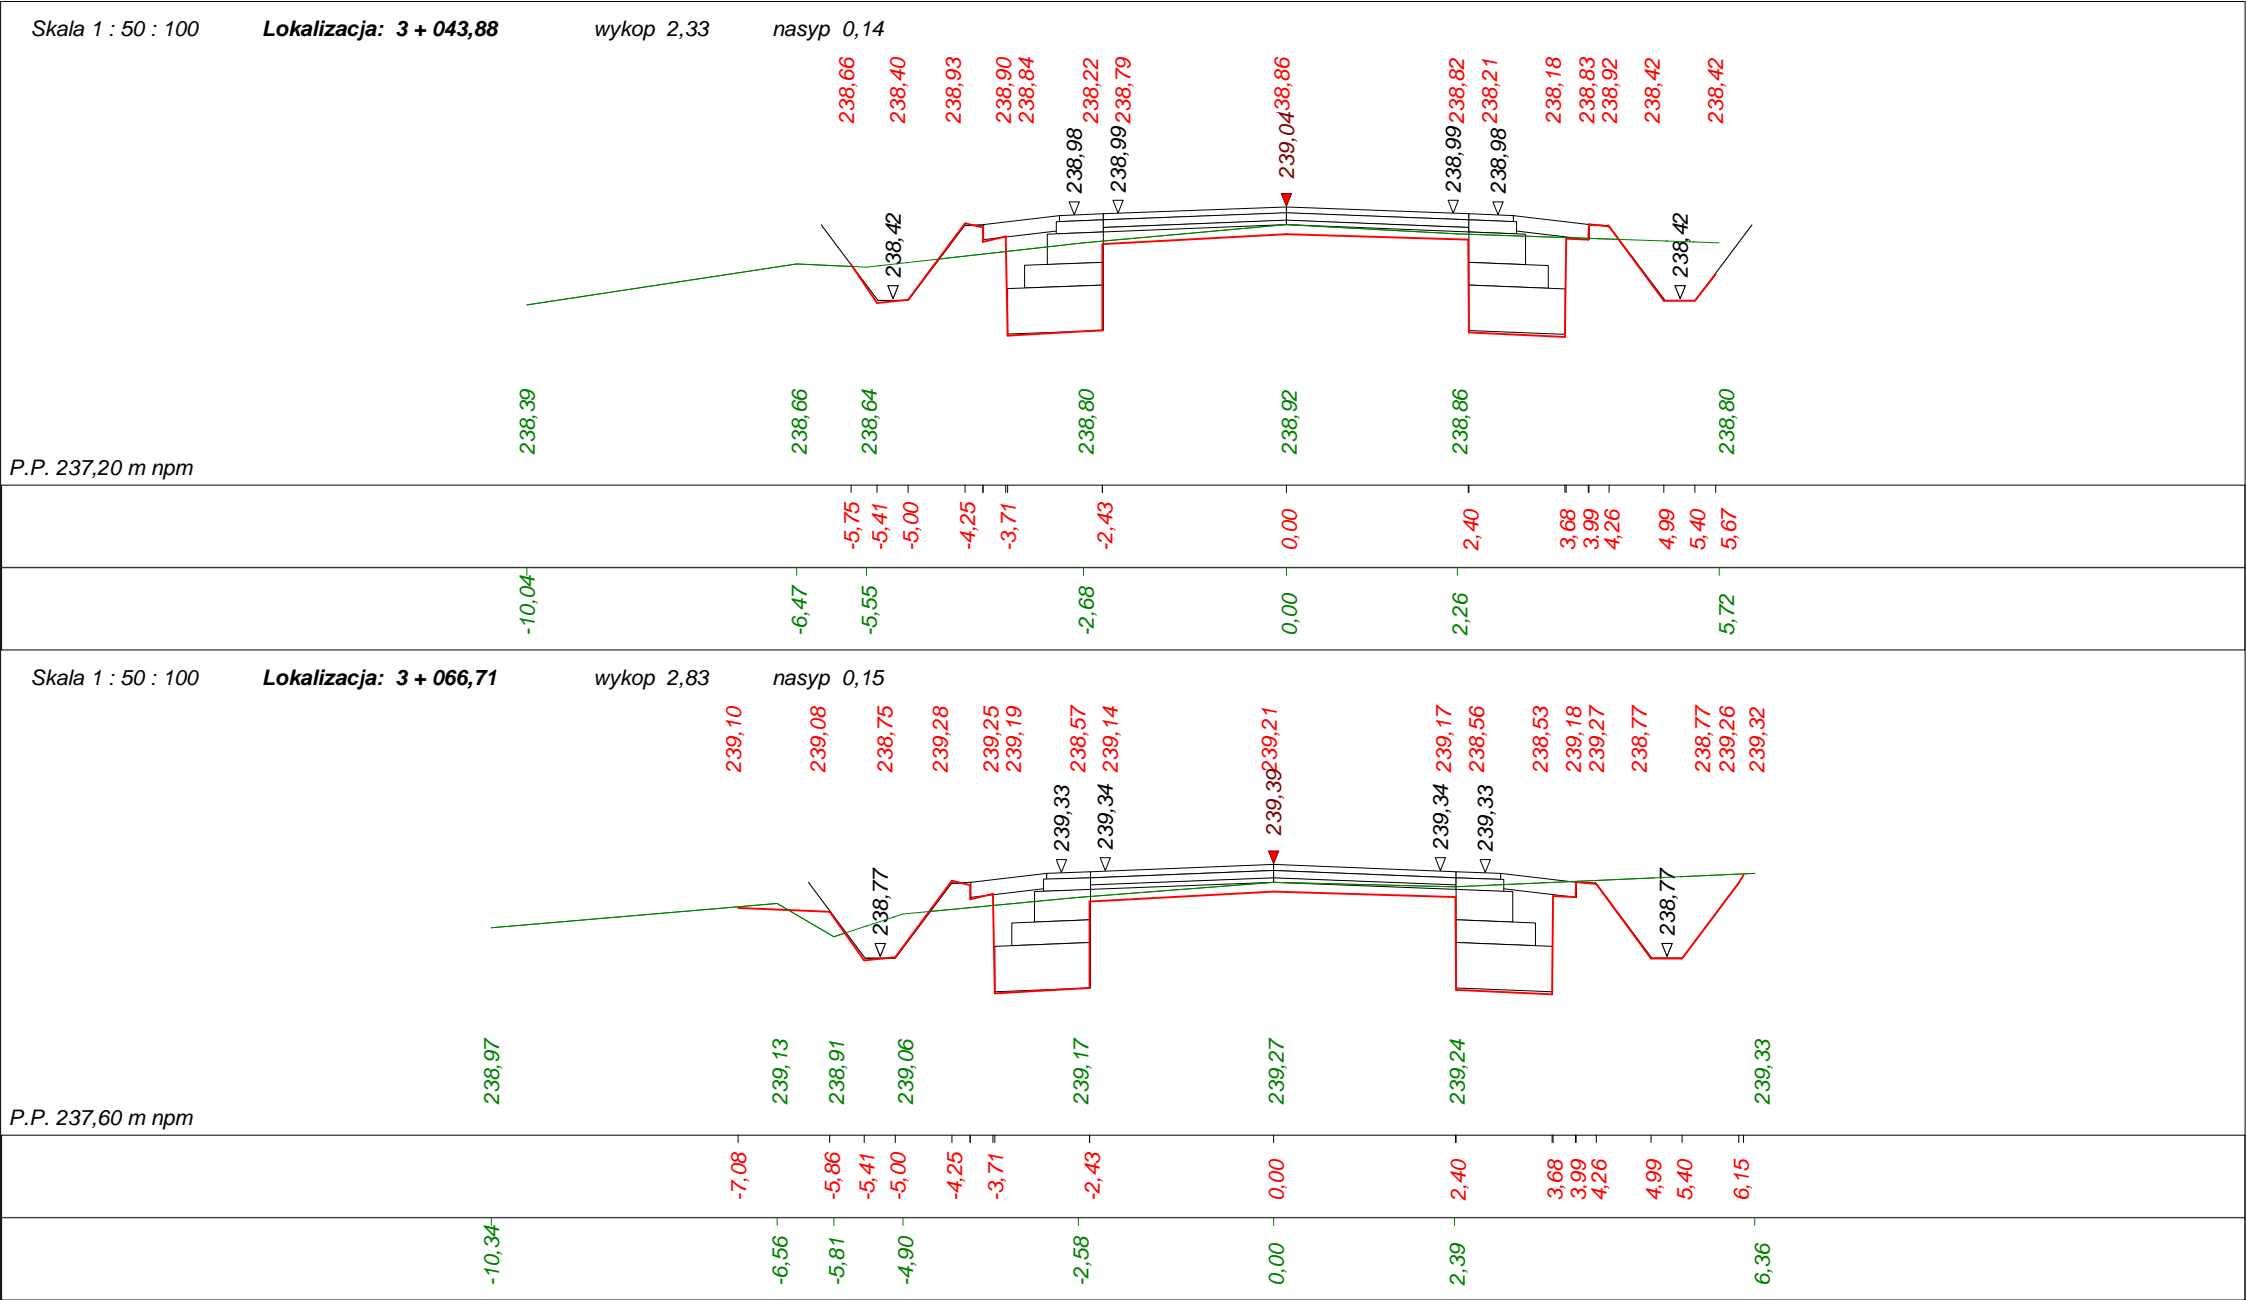 Skala 1 : 50 : 100 Lokalizacja: 3 + 043,88 wykop 2,33 nasyp 0,14
238,66 238,40 238,93 238,90 238,84 238,22 238,79 238,86 238,82 238,21 238,18 238,83 238,92 238,42 238,42
238,42 238,98 238,99 239,04 238,99 238,98 238,42
238,39 238,66 238,64 238,80 238,92 238,86 238,80
P.P. 237,20 m npm
-5,75 -5,41 -5,00 -4,25 -3,71 -2,43 0,00 2,40 3,68 3,99 4,26 4,99 5,40 5,67
-10,04 -6,47 -5,55 -2,68 0,00 2,26 5,72
Skala 1 : 50 : 100 Lokalizacja: 3 + 066,71 wykop 2,83 nasyp 0,15
239,10 239,08 238,75 239,28 239,25 239,19 238,57 239,14 239,21 239,17 238,56 238,53 239,18 239,27 238,77 238,77 239,26 239,32
238,77 239,33 239,34 239,39 239,34 239,33 238,77
238,97 239,13 238,91 239,06 239,17 239,27 239,24 239,33
P.P. 237,60 m npm
-7,08 -5,86 -5,41 -5,00 -4,25 -3,71 -2,43 0,00 2,40 3,68 3,99 4,26 4,99 5,40 6,15
-10,34 -6,56 -5,81 -4,90 -2,58 0,00 2,39 6,36